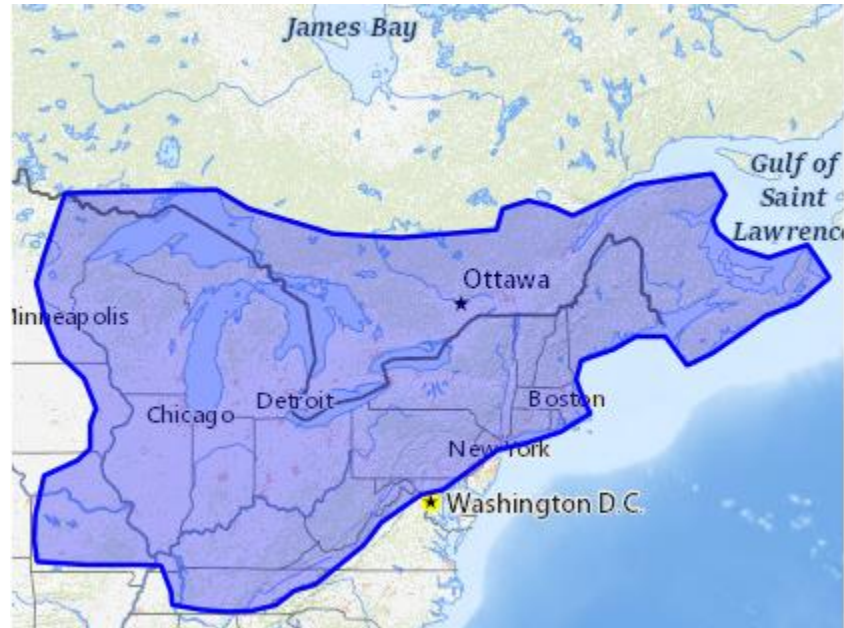 James Bay
Gulf of
Saint
Lawrence
Ottawa
Minneapolis
Detroit
Boston
Chicago
New York
Washington D.C.